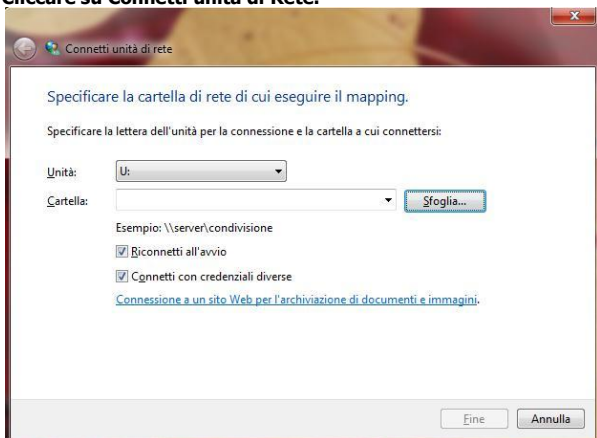 Cliccare su Connetti unità di Rete.
Connetti unità di rete
Specificare la cartella di rete di cui eseguire il mapping.
Specificare la lettera dell'unità per la connessione e la cartella a cui connettersi:
Unità: U:
Cartella: Sfoglia...
Esempio: \\server\condivisione
Riconnetti all'avvio
Connetti con credenziali diverse
Connessione a un sito Web per l'archiviazione di documenti e immagini.
Fine Annulla